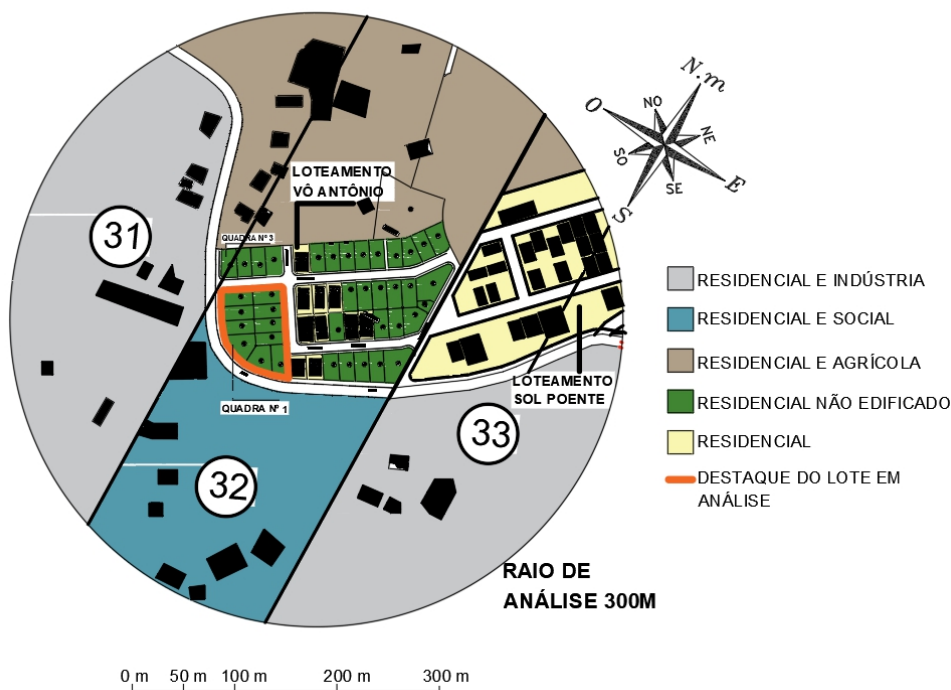 N.m
NO
O
NE
SO
SE
E
S
LOTEAMENTO
VÔ ANTÔNIO
31
QUADRA Nº 3
RESIDENCIAL E INDÚSTRIA
RESIDENCIAL E SOCIAL
RESIDENCIAL E AGRÍCOLA
RESIDENCIAL NÃO EDIFICADO
RESIDENCIAL
DESTAQUE DO LOTE EM
ANÁLISE
LOTEAMENTO
SOL POENTE
QUADRA Nº 1
33
32
RAIO DE
ANÁLISE 300M
0 m 50 m 100 m 200 m 300 m